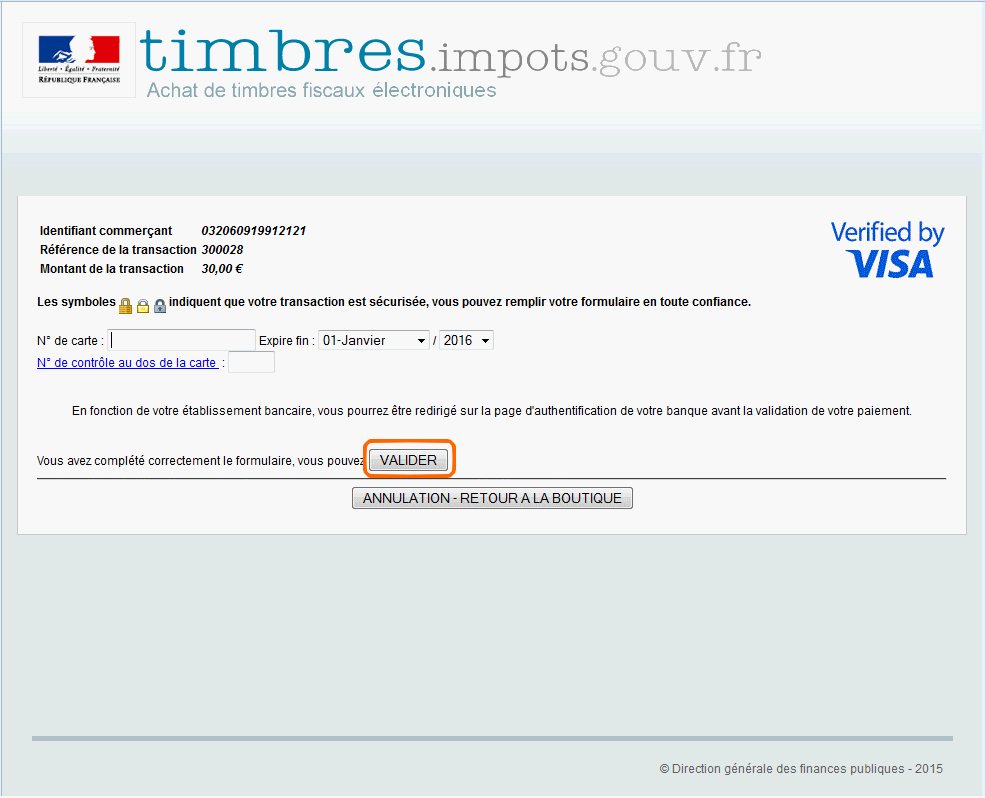 timbres.impots.gouv.fr
Liberté • Égalité • Fraternité
RÉPUBLIQUE FRANÇAISE
Achat de timbres fiscaux électroniques
Identifiant commerçant 032060919912121
Référence de la transaction 300028
Montant de la transaction 30,00 €
Verified by
VISA
Les symboles indiquent que votre transaction est sécurisée, vous pouvez remplir votre formulaire en toute confiance.
N° de carte : Expire fin : 01-Janvier / 2016
N° de contrôle au dos de la carte :
En fonction de votre établissement bancaire, vous pourrez être redirigé sur la page d'authentification de votre banque avant la validation de votre paiement.
Vous avez complété correctement le formulaire, vous pouvez VALIDER
ANNULATION - RETOUR A LA BOUTIQUE
© Direction générale des finances publiques - 2015